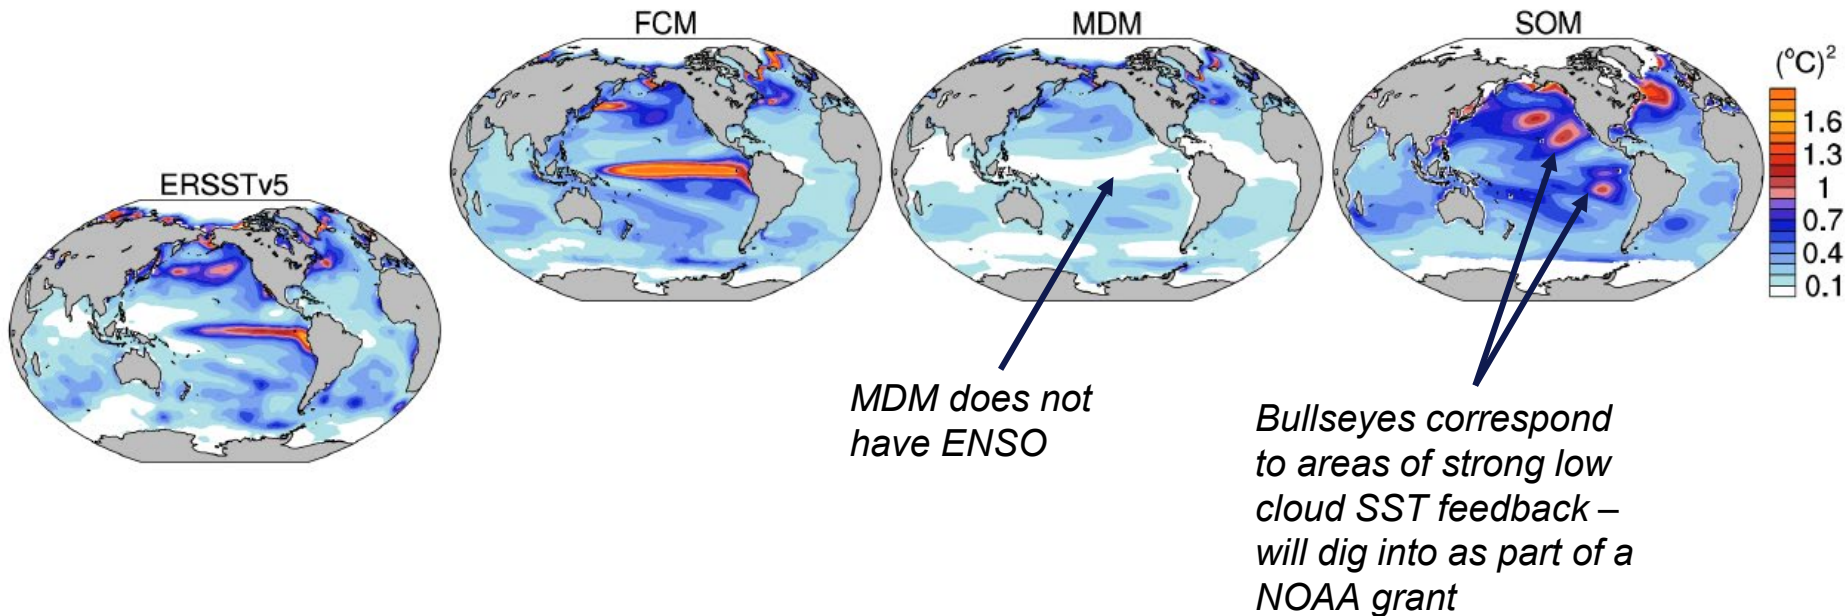 ERSSTv5
FCM
MDM
SOM
(°C)²
1.6
1.3
1
0.7
0.4
0.1
MDM does not
have ENSO
Bullseyes correspond
to areas of strong low
cloud SST feedback –
will dig into as part of a
NOAA grant